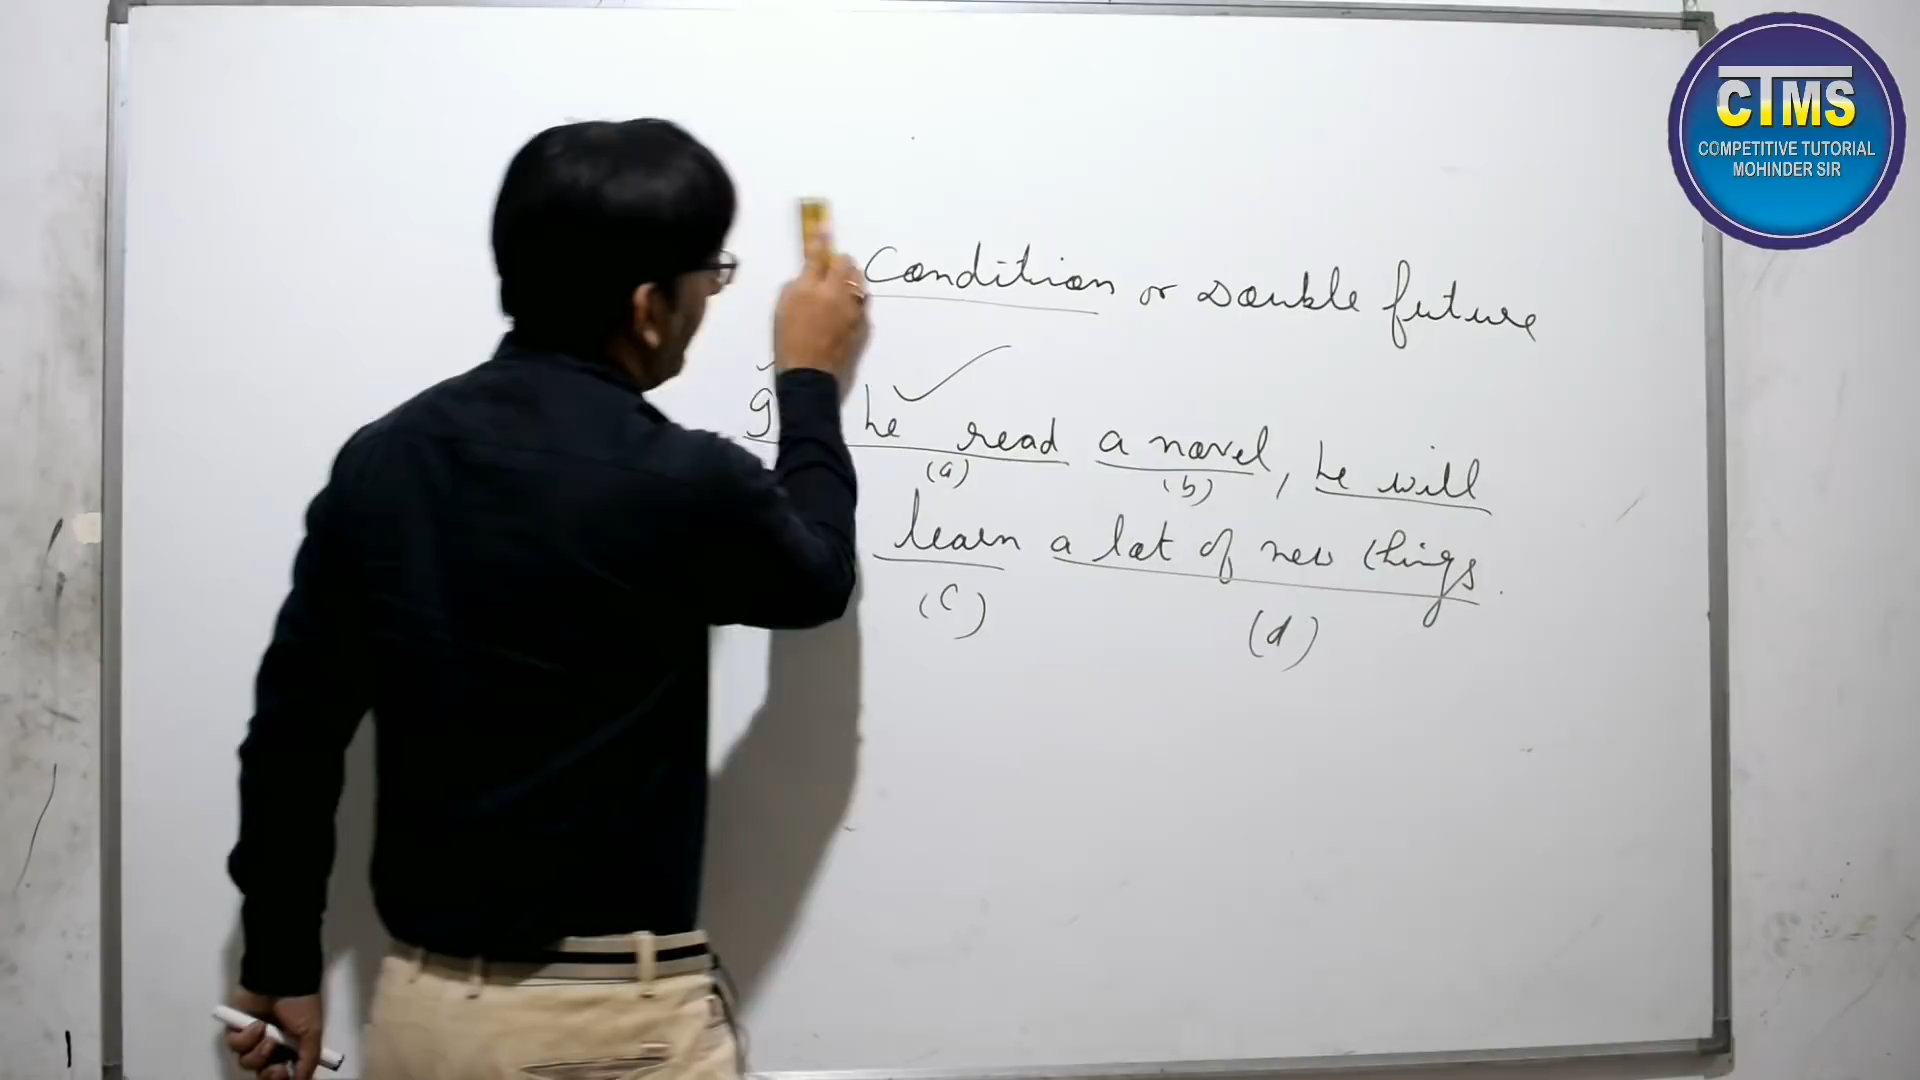 CTMS
COMPETITIVE TUTORIAL
MOHINDER SIR
Condition or Double future
he read a novel, he will
(a) (b)
learn a lot of new things.
(c) (d)